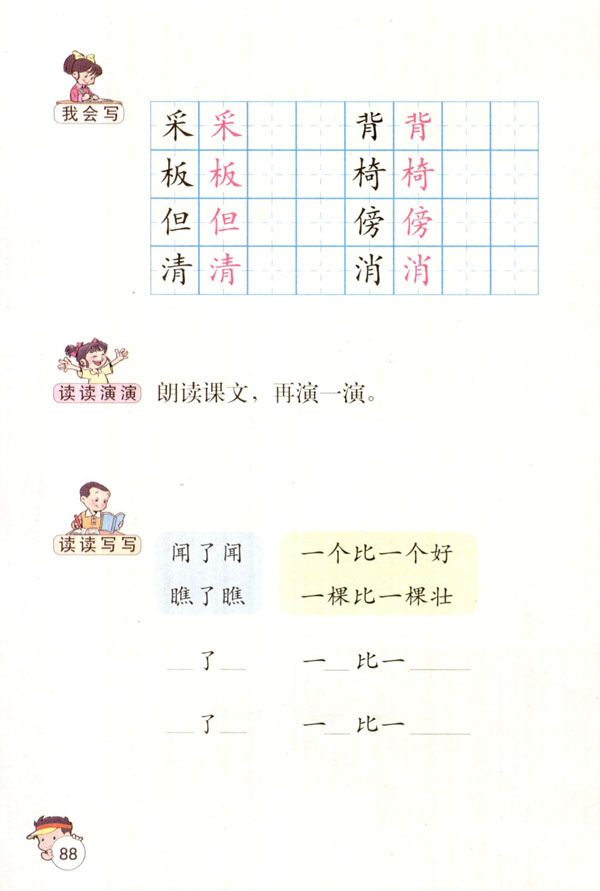 我会写
采 采 背 背
板 板 椅 椅
但 但 傍 傍
清 清 消 消
读读演演 朗读课文，再演一演。
读读写写
闻了闻 一个比一个好
瞧了瞧 一棵比一棵壮
__了__ 一__比一____
__了__ 一__比一____
88